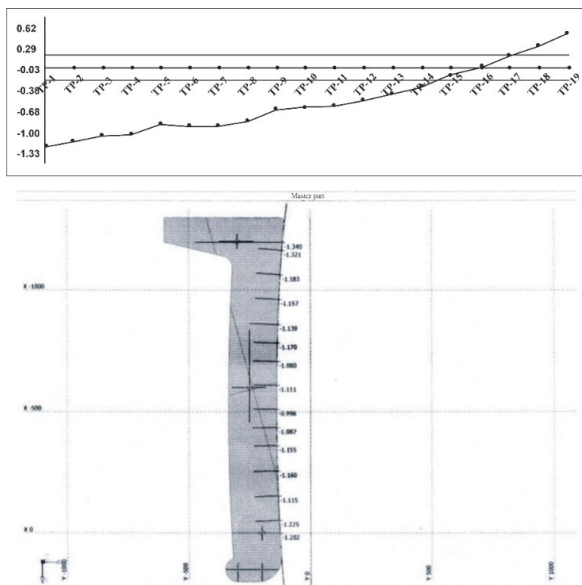 0.62
0.29
-0.03
-0.38
-0.68
-1.00
-1.33
TP-1
TP-2
TP-3
TP-4
TP-5
TP-6
TP-7
TP-8
TP-9
TP-10
TP-11
TP-12
TP-13
TP-14
TP-15
TP-16
TP-17
TP-18
TP-19
Master part
-1.340
-1.321
-1.183
X -1000
-1.157
-1.139
-1.170
-1.080
-1.111
-0.996
X -500
-1.087
-1.155
-1.160
-1.115
-1.225
X 0
-1.202
Y -1000
Y -500
Y 0
Y 500
Y 1000